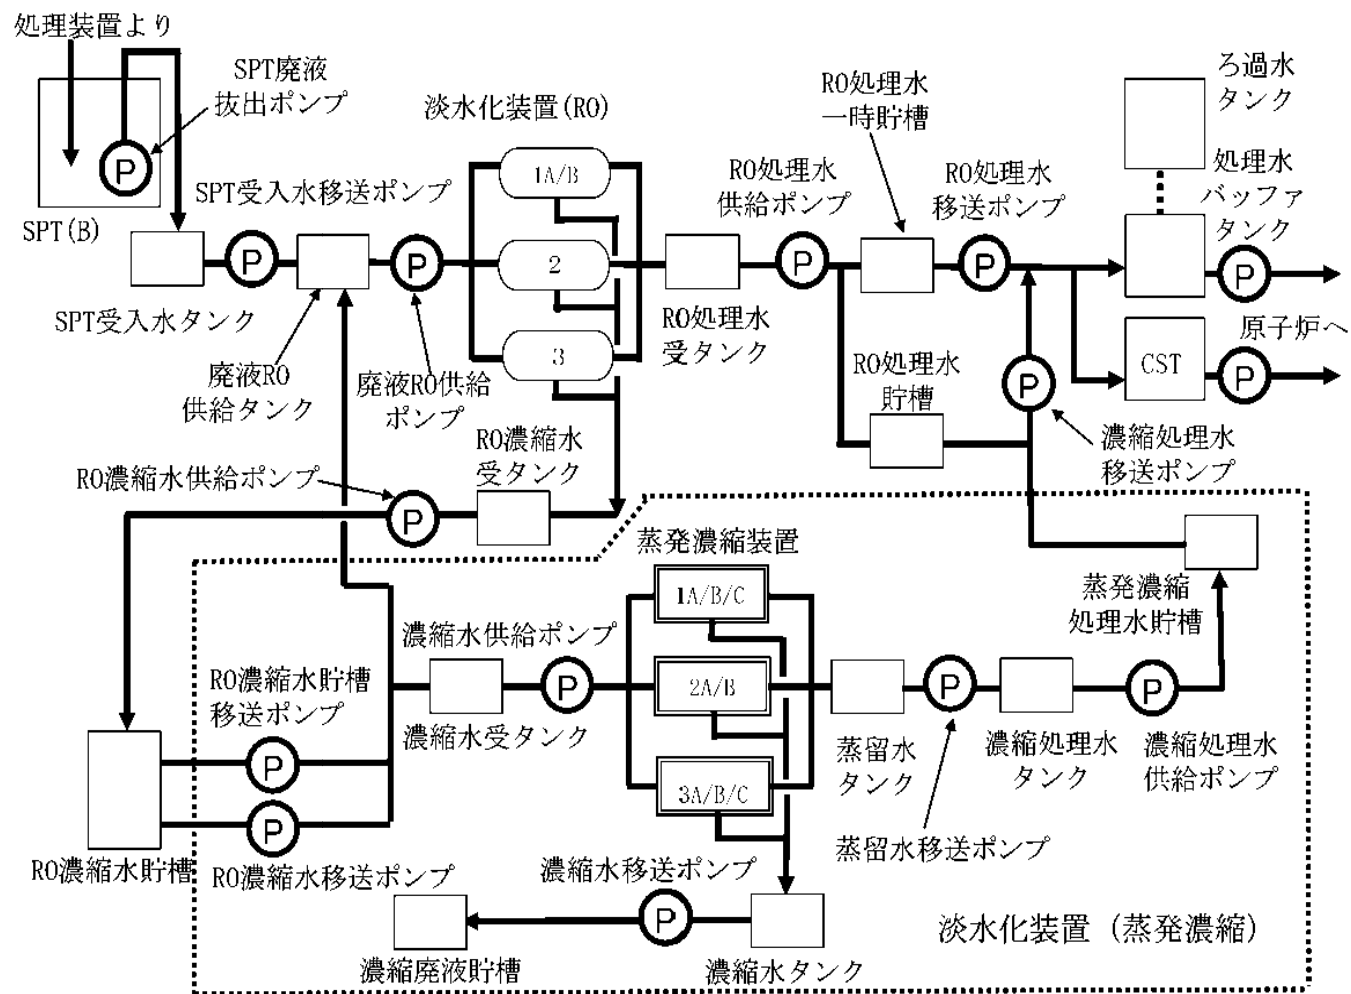 処理装置より
SPT廃液
抜出ポンプ
P
SPT(B)
SPT受入水移送ポンプ
P
SPT受入水タンク
廃液RO
供給タンク
P
廃液RO供給
ポンプ
淡水化装置(RO)
1A/B
2
3
RO処理水
受タンク
RO処理水
供給ポンプ
P
RO処理水
一時貯槽
RO処理水
移送ポンプ
P
ろ過水
タンク
処理水
バッファ
タンク
P
原子炉へ
CST
P
RO処理水
貯槽
P
濃縮処理水
移送ポンプ
RO濃縮水
受タンク
RO濃縮水供給ポンプ
P
蒸発濃縮装置
1A/B/C
2A/B
3A/B/C
蒸発濃縮
処理水貯槽
濃縮水供給ポンプ
P
濃縮水受タンク
RO濃縮水貯槽
移送ポンプ
P
P
RO濃縮水貯槽
RO濃縮水移送ポンプ
蒸留水
タンク
P
蒸留水移送ポンプ
濃縮処理水
タンク
P
濃縮処理水
供給ポンプ
濃縮水移送ポンプ
P
濃縮廃液貯槽
濃縮水タンク
淡水化装置（蒸発濃縮）